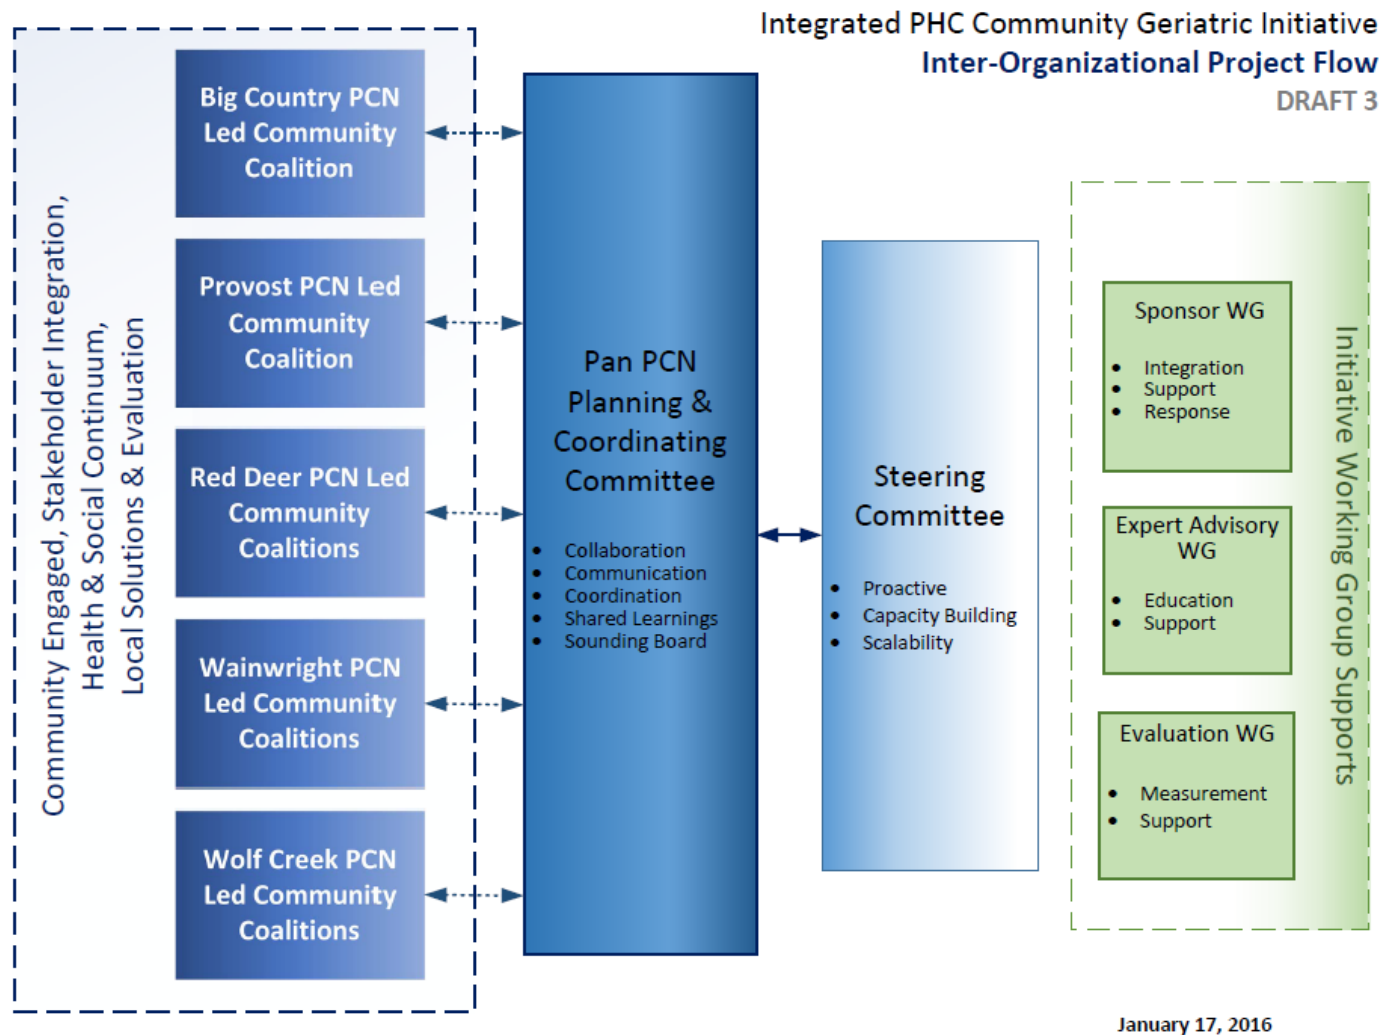 Integrated PHC Community Geriatric Initiative
Inter-Organizational Project Flow
DRAFT 3
Community Engaged, Stakeholder Integration,
Health & Social Continuum,
Local Solutions & Evaluation
Big Country PCN
Led Community
Coalition
Provost PCN Led
Community
Coalition
Red Deer PCN Led
Community
Coalitions
Wainwright PCN
Led Community
Coalitions
Wolf Creek PCN
Led Community
Coalitions
Pan PCN
Planning &
Coordinating
Committee
• Collaboration
• Communication
• Coordination
• Shared Learnings
• Sounding Board
Steering
Committee
• Proactive
• Capacity Building
• Scalability
Sponsor WG
• Integration
• Support
• Response
Expert Advisory
WG
• Education
• Support
Evaluation WG
• Measurement
• Support
Initiative Working Group Supports
January 17, 2016